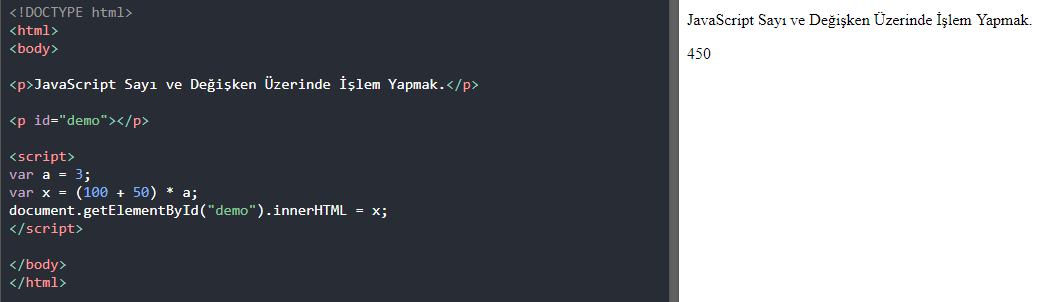 <!DOCTYPE html>
<html>
<body>
<p>JavaScript Sayı ve Değişken Üzerinde İşlem Yapmak.</p>
<p id="demo"></p>
<script>
var a = 3;
var x = (100 + 50) * a;
document.getElementById("demo").innerHTML = x;
</script>
</body>
</html>
JavaScript Sayı ve Değişken Üzerinde İşlem Yapmak.
450